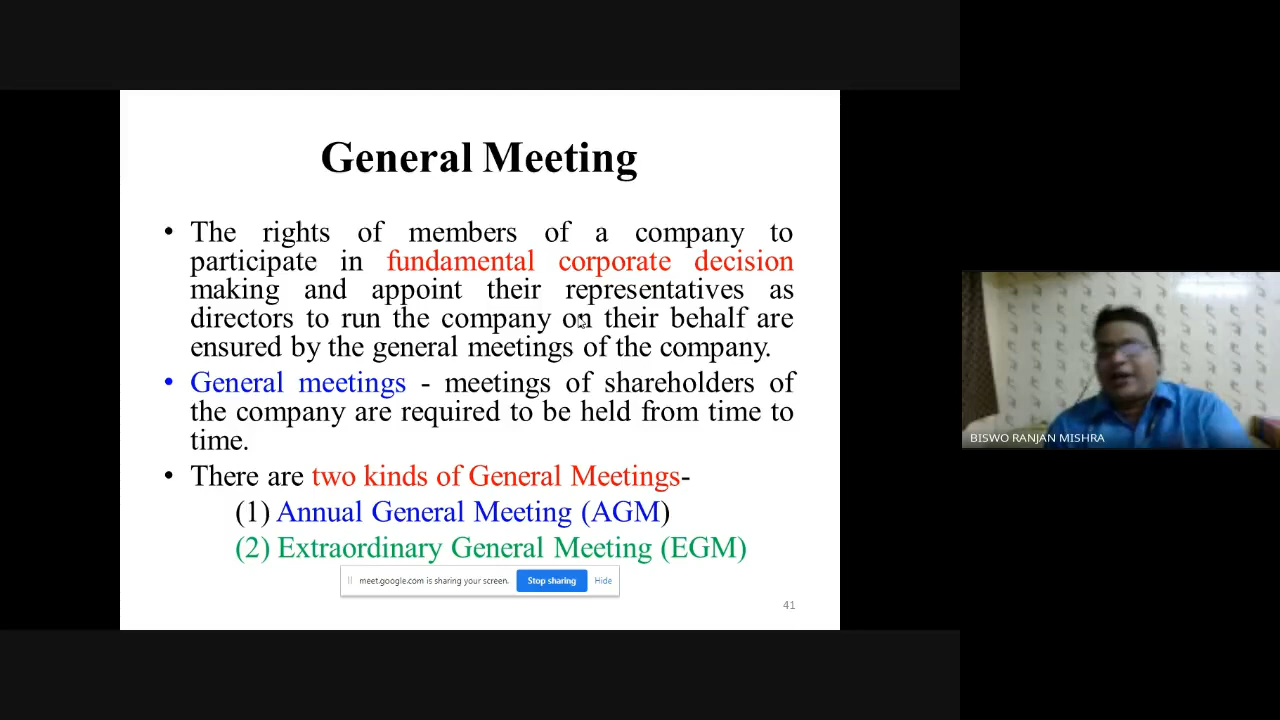 General Meeting
• The rights of members of a company to
participate in fundamental corporate decision
making and appoint their representatives as
directors to run the company on their behalf are
ensured by the general meetings of the company.
• General meetings - meetings of shareholders of
the company are required to be held from time to
time.
• There are two kinds of General Meetings-
(1) Annual General Meeting (AGM)
(2) Extraordinary General Meeting (EGM)
meet.google.com is sharing your screen. Stop sharing Hide
41
BISWO RANJAN MISHRA